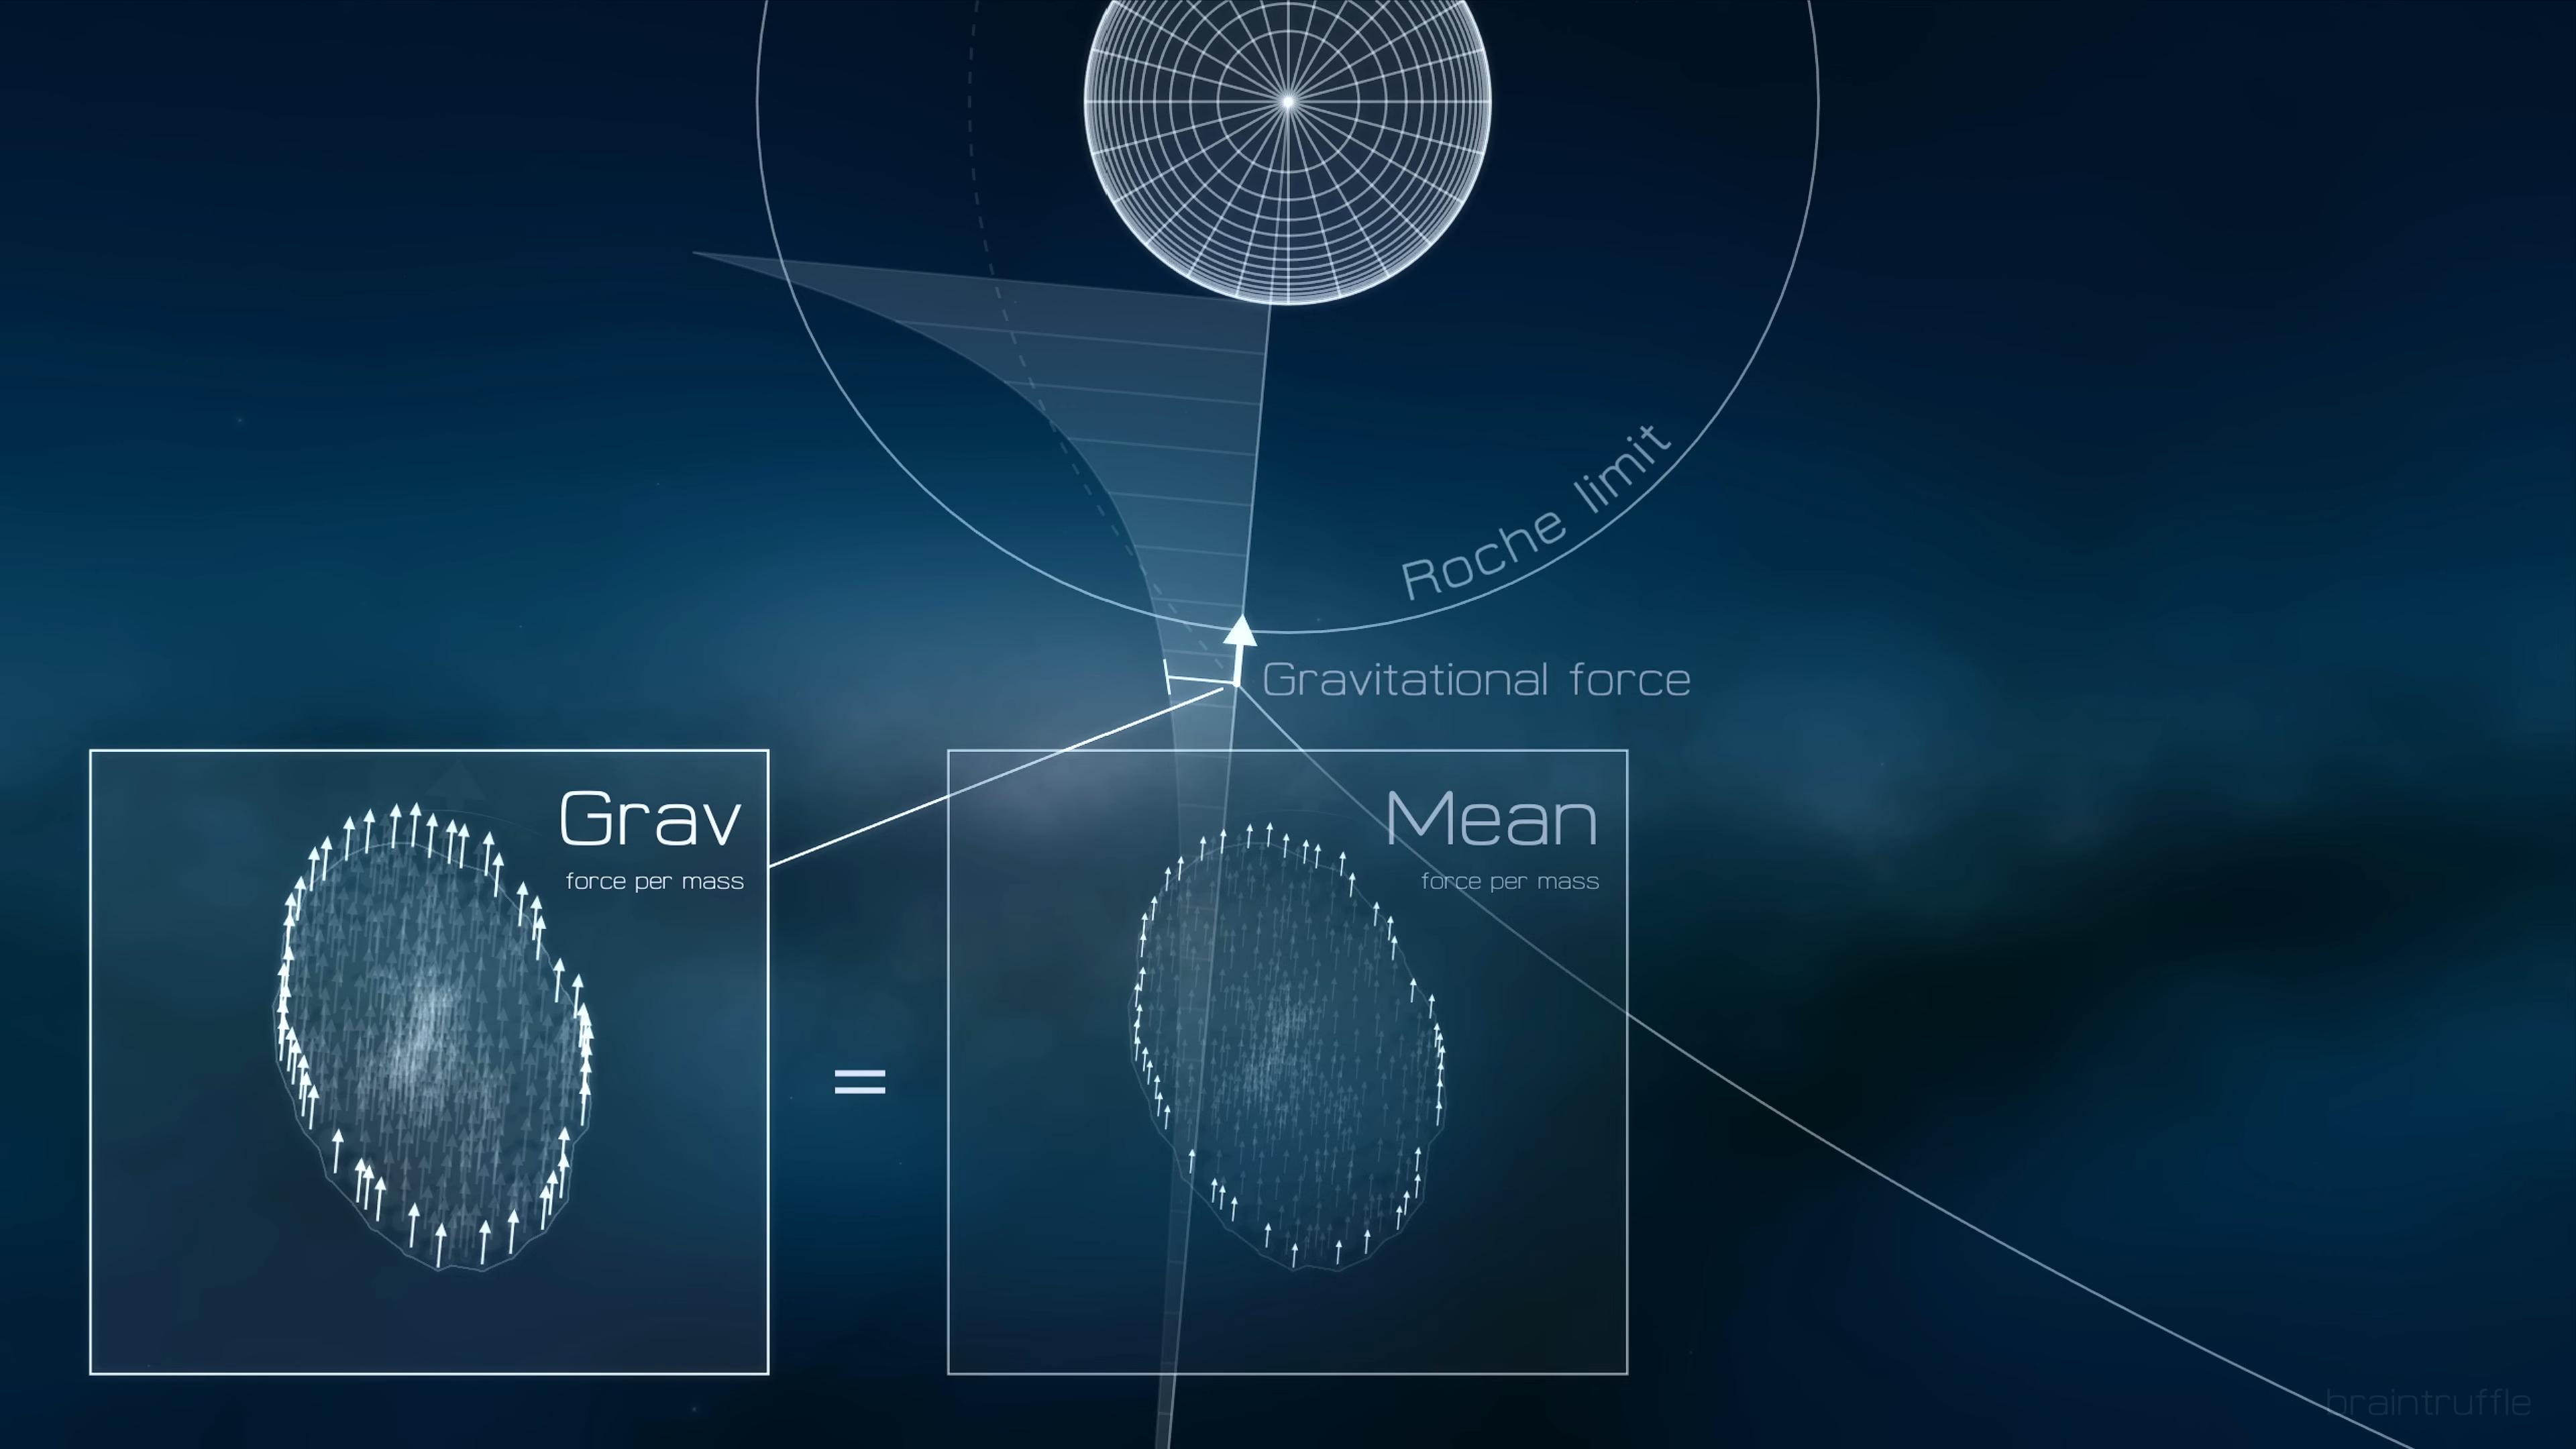 Roche limit
Gravitational force
Grav
force per mass
=
Mean
force per mass
braintruffle